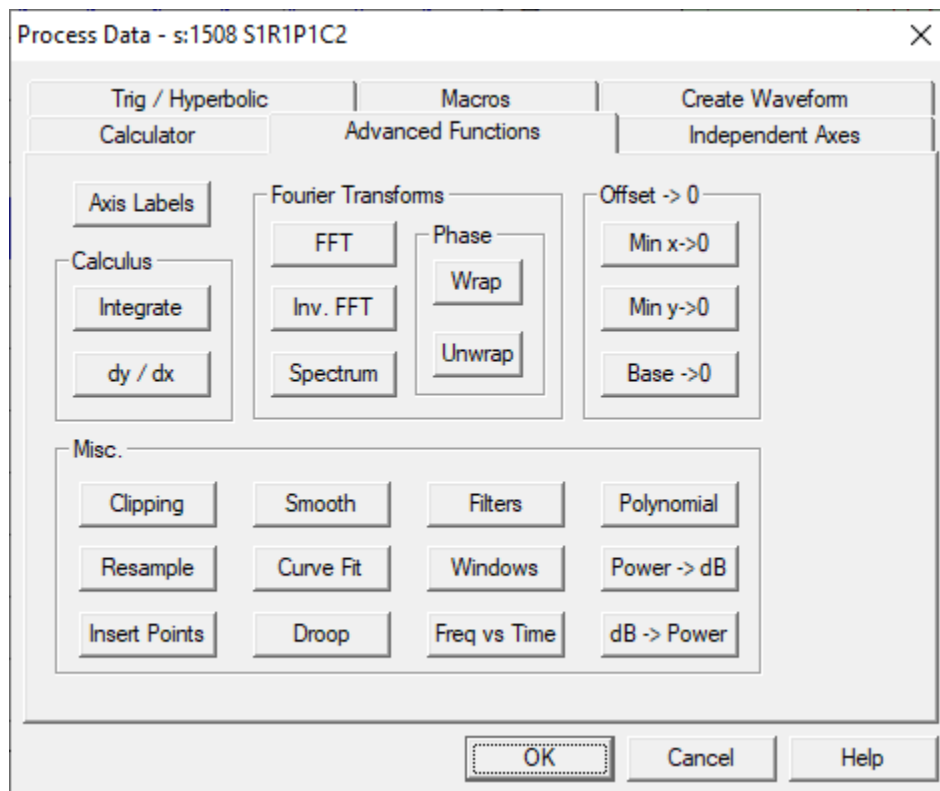 Process Data - s:1508 S1R1P1C2
Trig / Hyperbolic
Macros
Create Waveform
Calculator
Advanced Functions
Independent Axes
Axis Labels
Calculus
Integrate
dy / dx
Fourier Transforms
FFT
Inv. FFT
Spectrum
Phase
Wrap
Unwrap
Offset -> 0
Min x->0
Min y->0
Base ->0
Misc.
Clipping
Smooth
Filters
Polynomial
Resample
Curve Fit
Windows
Power -> dB
Insert Points
Droop
Freq vs Time
dB -> Power
OK
Cancel
Help